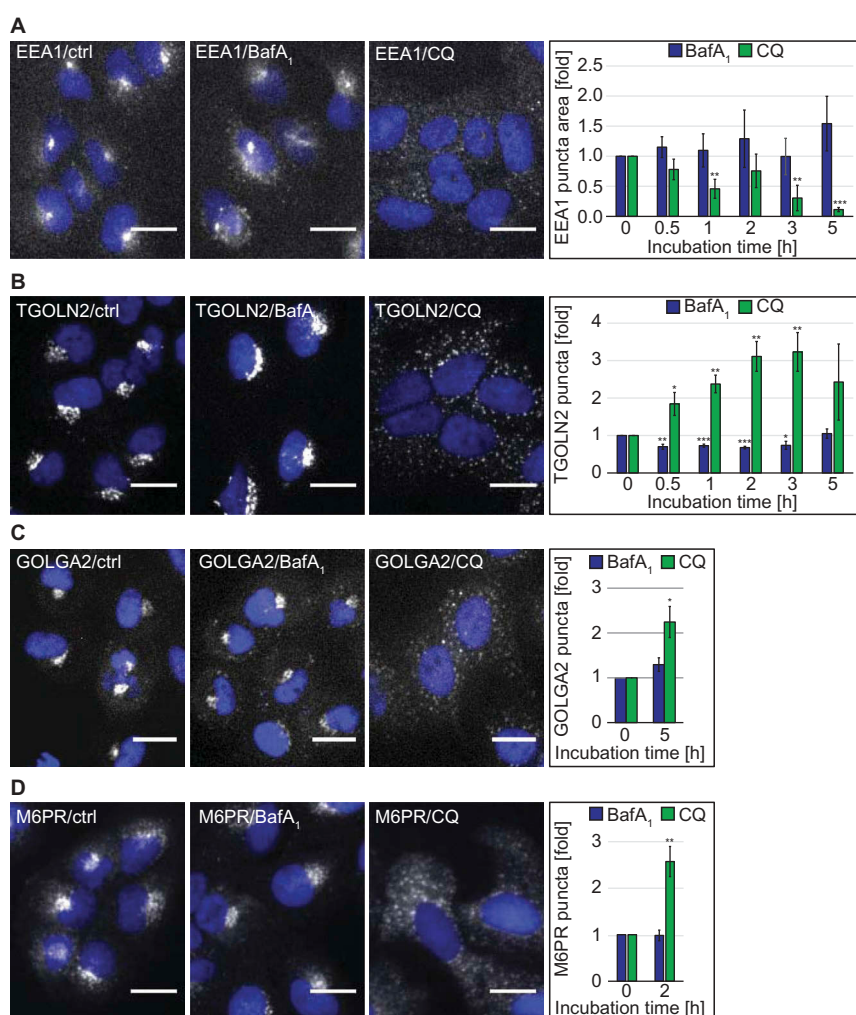 A
EEA1/ctrl
EEA1/BafA₁
EEA1/CQ
BafA₁ CQ
EEA1 puncta area [fold]
2.5
2.0
1.5
1.0
0.5
0.0
** ** ***
0 0.5 1 2 3 5
Incubation time [h]
B
TGOLN2/ctrl
TGOLN2/BafA₁
TGOLN2/CQ
BafA₁ CQ
TGOLN2 puncta [fold]
4
3
2
1
0
** * *** ** *** ** * **
0 0.5 1 2 3 5
Incubation time [h]
C
GOLGA2/ctrl
GOLGA2/BafA₁
GOLGA2/CQ
BafA₁ CQ
GOLGA2 puncta [fold]
3
2
1
0
*
0 5
Incubation time [h]
D
M6PR/ctrl
M6PR/BafA₁
M6PR/CQ
BafA₁ CQ
M6PR puncta [fold]
3
2
1
0
**
0 2
Incubation time [h]